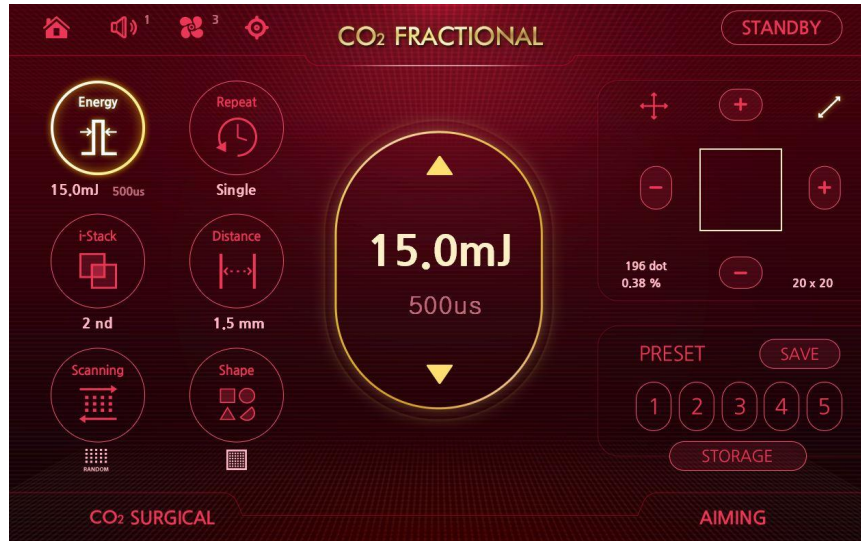 1
3
CO₂ FRACTIONAL
STANDBY
Energy
15.0mJ 500us
Repeat
Single
i-Stack
2 nd
Distance
1.5 mm
Scanning
RANDOM
Shape
15.0mJ
500us
+
−
+
−
196 dot
0.38 %
20 x 20
PRESET
SAVE
1 2 3 4 5
STORAGE
CO₂ SURGICAL
AIMING